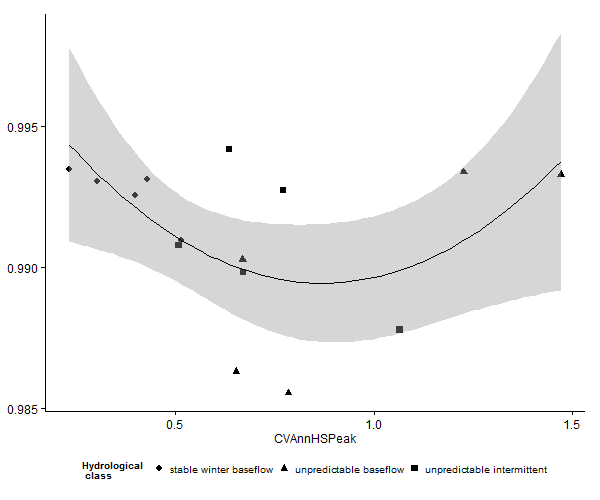 0.995
0.990
0.985
0.5 1.0 1.5
CVAnnHSPeak
Hydrological
class
stable winter baseflow unpredictable baseflow unpredictable intermittent